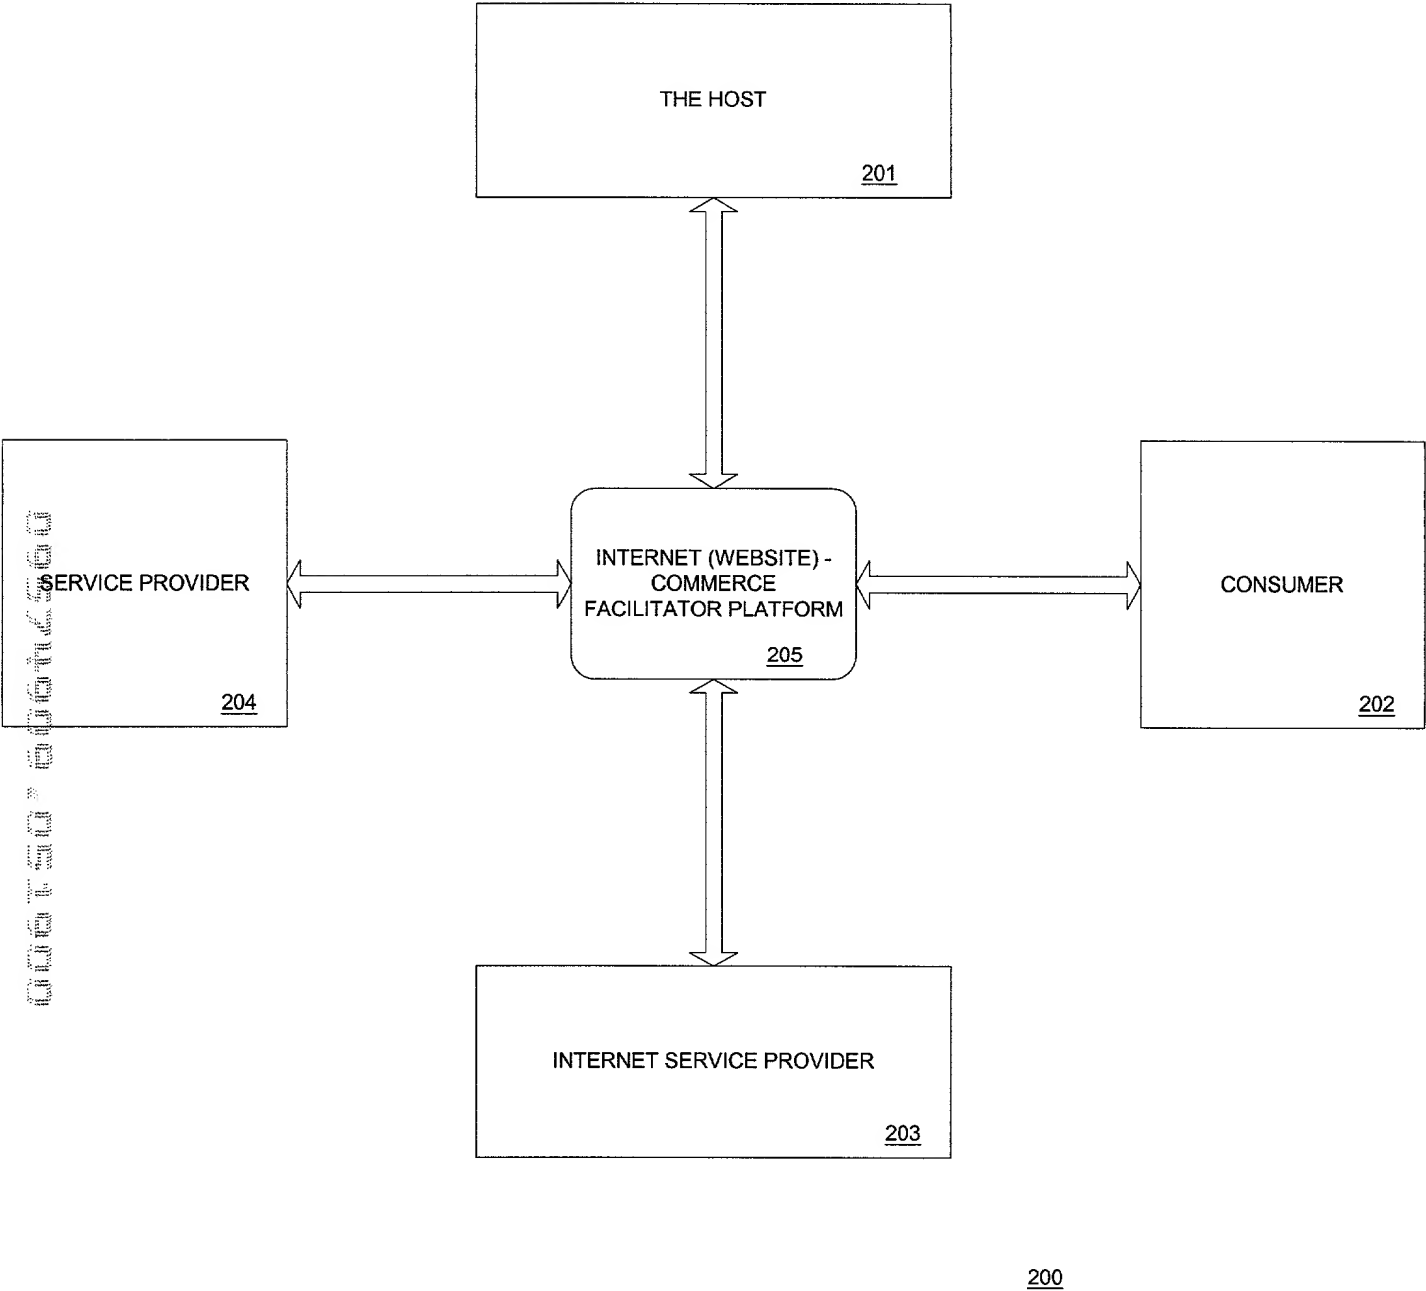 THE HOST
201
SERVICE PROVIDER
204
INTERNET (WEBSITE) -
COMMERCE
FACILITATOR PLATFORM
205
CONSUMER
202
INTERNET SERVICE PROVIDER
203
200